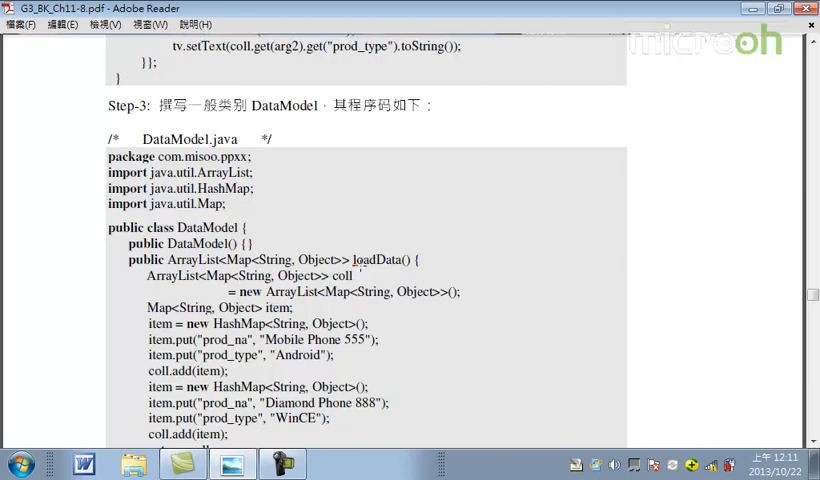 G3_BK_Ch11-8.pdf - Adobe Reader
檔案(F) 編輯(E) 檢視(V) 視窗(W) 說明(H)
microoh
tv.setText(coll.get(arg2).get("prod_type").toString());
}};
}
Step-3: 撰写一般类别 DataModel，其程序码如下：
/* DataModel.java */
package com.misoo.ppxx;
import java.util.ArrayList;
import java.util.HashMap;
import java.util.Map;
public class DataModel {
public DataModel() {}
public ArrayList<Map<String, Object>> loadData() {
ArrayList<Map<String, Object>> coll
= new ArrayList<Map<String, Object>>();
Map<String, Object> item;
item = new HashMap<String, Object>();
item.put("prod_na", "Mobile Phone 555");
item.put("prod_type", "Android");
coll.add(item);
item = new HashMap<String, Object>();
item.put("prod_na", "Diamond Phone 888");
item.put("prod_type", "WinCE");
coll.add(item);
上午 12:11
2013/10/22